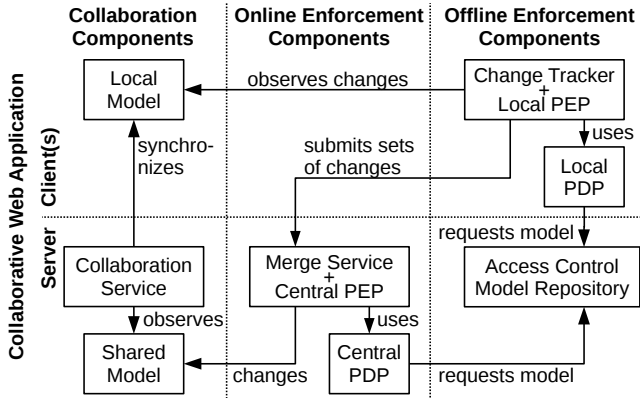 Collaboration
Components
Online Enforcement
Components
Offline Enforcement
Components
Collaborative Web Application
Client(s)
Server
Local
Model
observes changes
Change Tracker
+
Local PEP
synchro-
nizes
submits sets
of changes
uses
Local
PDP
requests model
Collaboration
Service
Merge Service
+
Central PEP
Access Control
Model Repository
observes
uses
Shared
Model
changes
Central
PDP
requests model